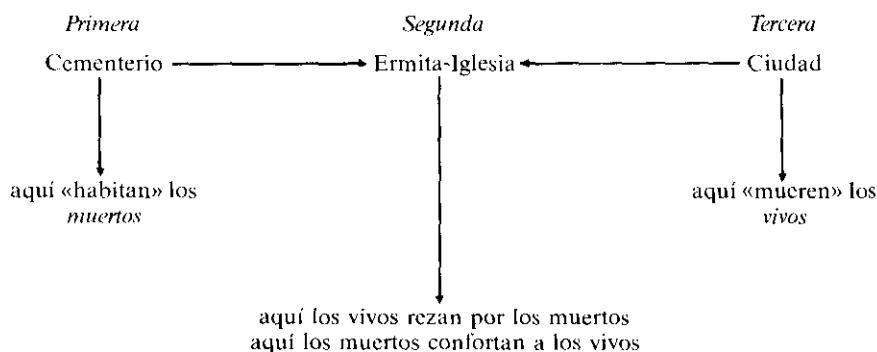 Primera Segunda Tercera
Cementerio Ermita-Iglesia Ciudad
aquí «habitan» los aquí «mueren» los
muertos vivos
aquí los vivos rezan por los muertos
aquí los muertos confortan a los vivos